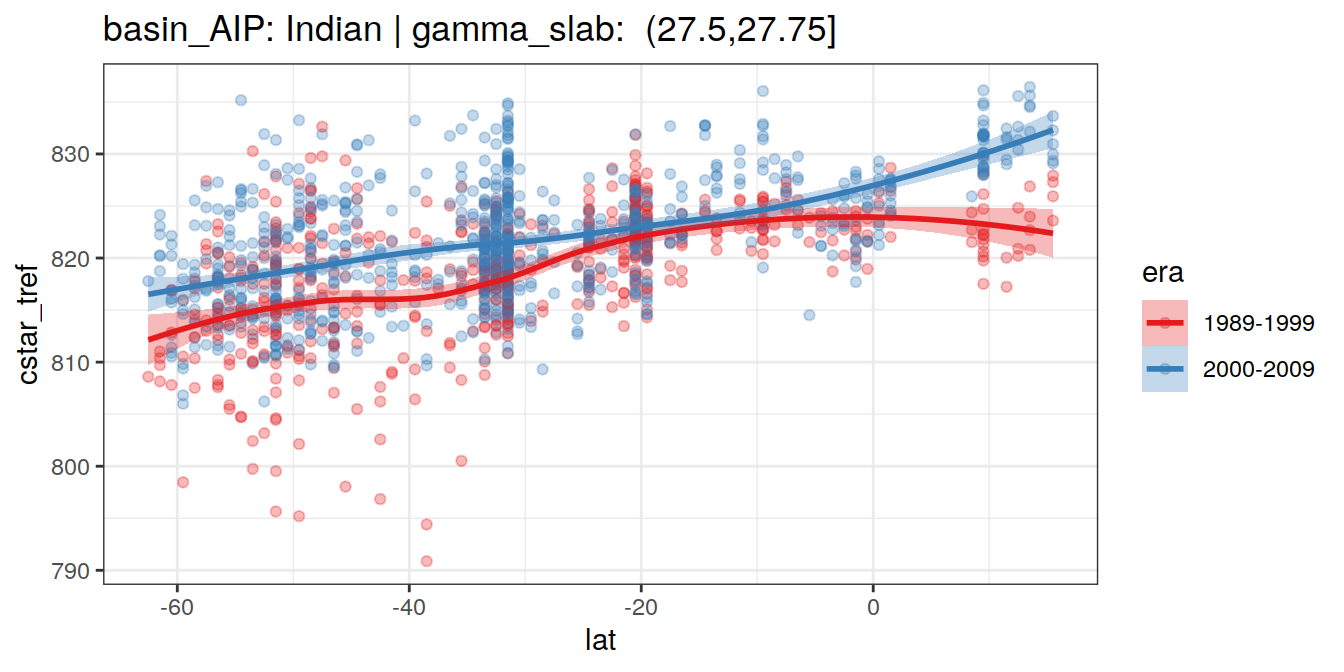 basin_AIP: Indian | gamma_slab:  (27.5,27.75]
cstar_tref
830
820
810
800
790
-60
-40
-20
0
lat
era
1989-1999
2000-2009